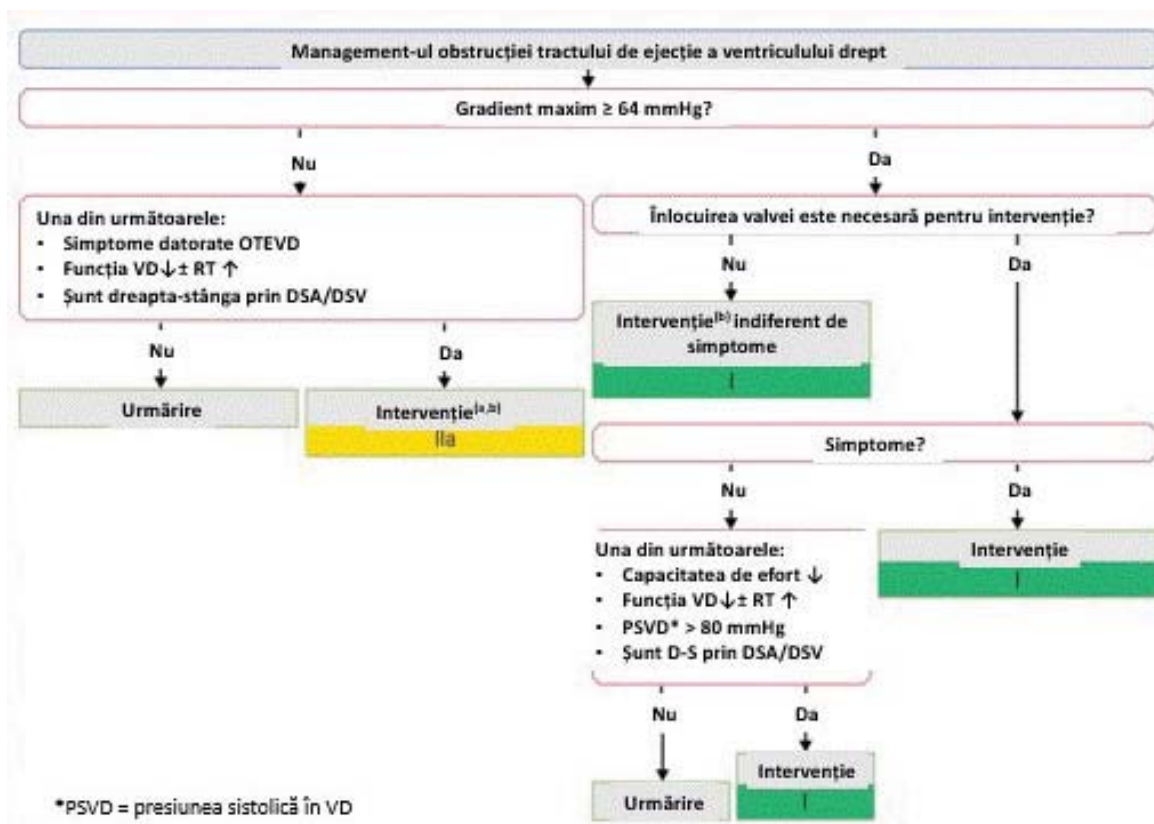 Management-ul obstrucției tractului de ejecție a ventriculului drept
Gradient maxim ≥ 64 mmHg?
Nu
Da
Una din următoarele:
• Simptome datorate OTEVD
• Funcția VD↓± RT ↑
• Șunt dreapta-stânga prin DSA/DSV
Înlocuirea valvei este necesară pentru intervenție?
Nu
Da
Intervenție(b) indiferent de
simptome
I
Nu
Da
Urmărire
Intervenție(a,b)
IIa
Simptome?
Nu
Da
Una din următoarele:
• Capacitatea de efort ↓
• Funcția VD↓± RT ↑
• PSVD* > 80 mmHg
• Șunt D-S prin DSA/DSV
Intervenție
I
Nu
Da
Urmărire
Intervenție
I
*PSVD = presiunea sistolică în VD